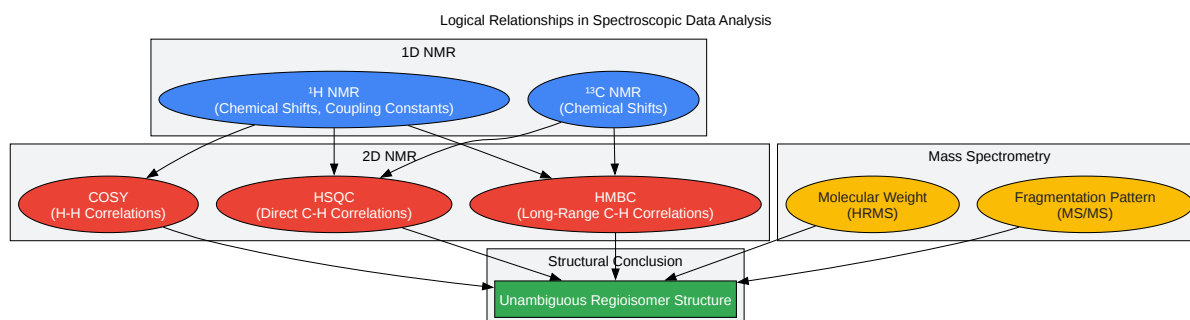 Logical Relationships in Spectroscopic Data Analysis
1D NMR
¹H NMR
(Chemical Shifts, Coupling Constants)
¹³C NMR
(Chemical Shifts)
2D NMR
COSY
(H-H Correlations)
HSQC
(Direct C-H Correlations)
HMBC
(Long-Range C-H Correlations)
Mass Spectrometry
Molecular Weight
(HRMS)
Fragmentation Pattern
(MS/MS)
Structural Conclusion
Unambiguous Regioisomer Structure